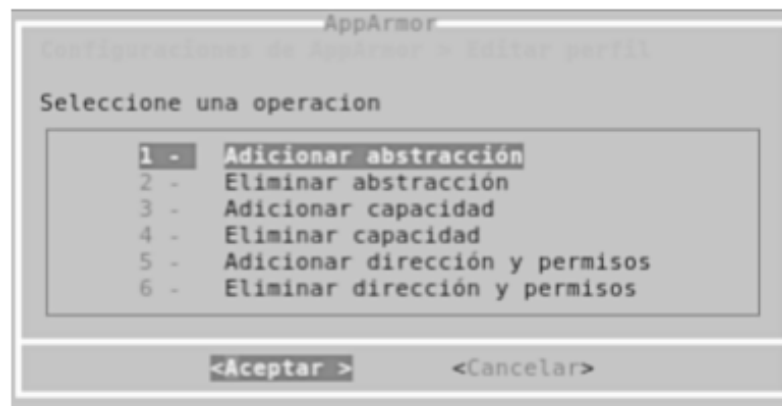 AppArmor
Configuraciones de AppArmor > Editar perfil
Seleccione una operacion
1 - Adicionar abstracción
2 - Eliminar abstracción
3 - Adicionar capacidad
4 - Eliminar capacidad
5 - Adicionar dirección y permisos
6 - Eliminar dirección y permisos
<Aceptar > <Cancelar>